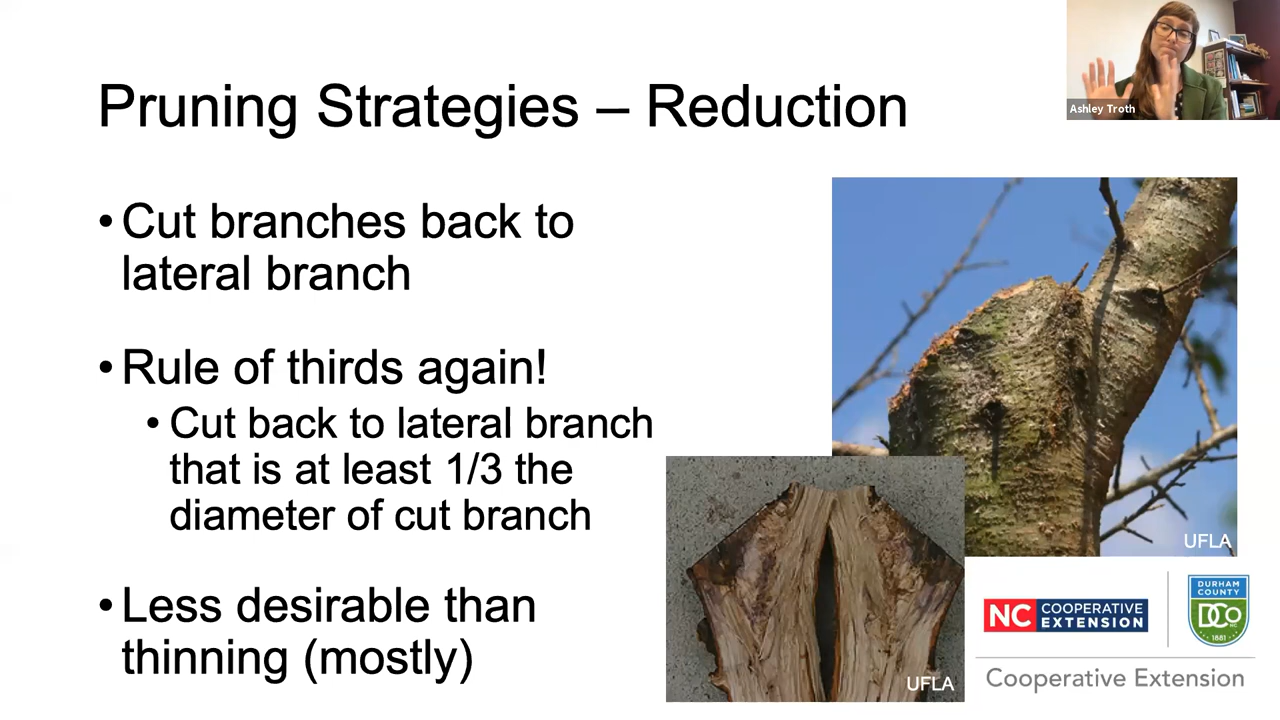 Pruning Strategies – Reduction
Ashley Troth
• Cut branches back to
lateral branch
• Rule of thirds again!
• Cut back to lateral branch
that is at least 1/3 the
diameter of cut branch
• Less desirable than
thinning (mostly)
UFLA
UFLA
NC COOPERATIVE
EXTENSION
DURHAM
COUNTY
DCo
NC
1881
Cooperative Extension